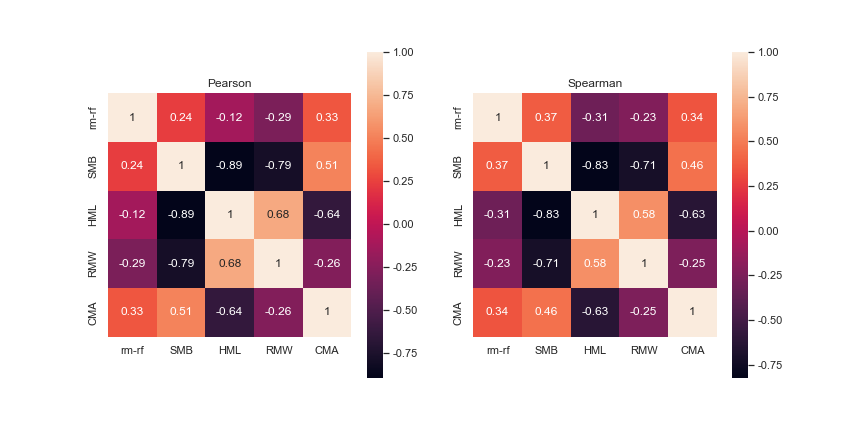 Pearson
rm-rf 1 0.24 -0.12 -0.29 0.33
SMB 0.24 1 -0.89 -0.79 0.51
HML -0.12 -0.89 1 0.68 -0.64
RMW -0.29 -0.79 0.68 1 -0.26
CMA 0.33 0.51 -0.64 -0.26 1
rm-rf SMB HML RMW CMA
1.00
0.75
0.50
0.25
0.00
-0.25
-0.50
-0.75
Spearman
rm-rf 1 0.37 -0.31 -0.23 0.34
SMB 0.37 1 -0.83 -0.71 0.46
HML -0.31 -0.83 1 0.58 -0.63
RMW -0.23 -0.71 0.58 1 -0.25
CMA 0.34 0.46 -0.63 -0.25 1
rm-rf SMB HML RMW CMA
1.00
0.75
0.50
0.25
0.00
-0.25
-0.50
-0.75